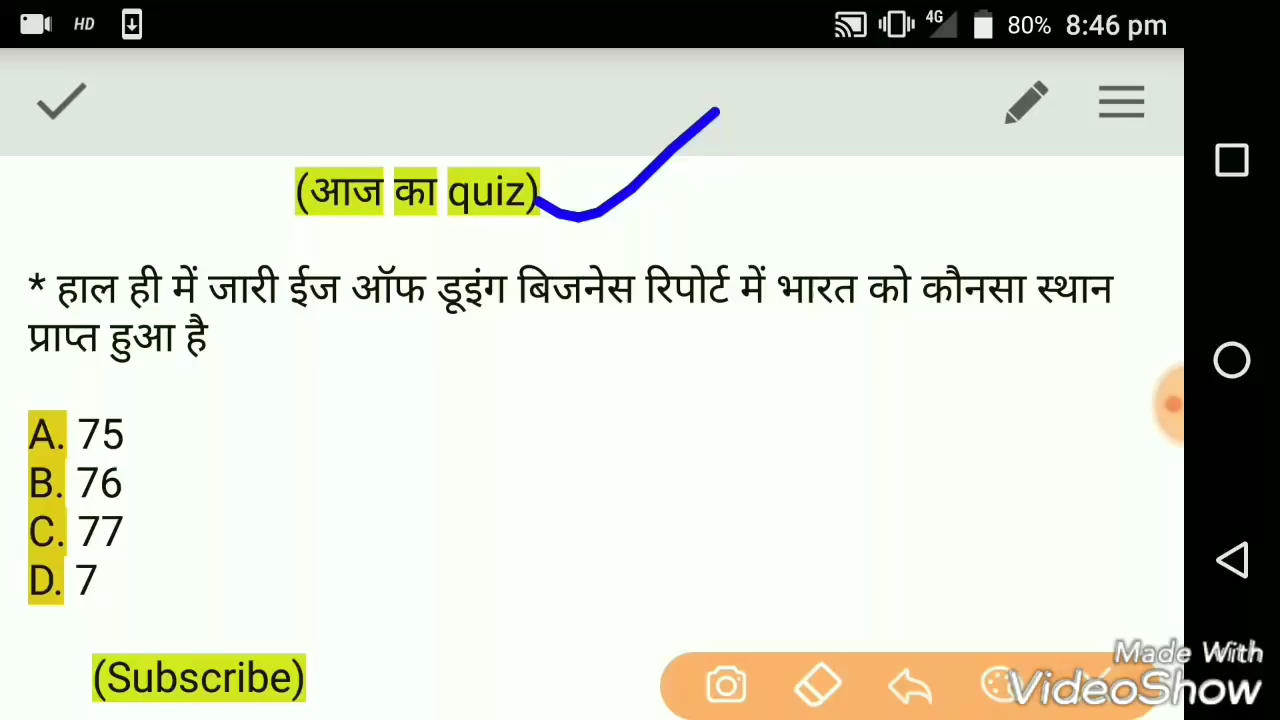 HD 4G 80% 8:46 pm
(आज का quiz)
* हाल ही में जारी ईज ऑफ डूइंग बिजनेस रिपोर्ट में भारत को कौनसा स्थान
प्राप्त हुआ है
A. 75
B. 76
C. 77
D. 7
(Subscribe)
Made With
VideoShow